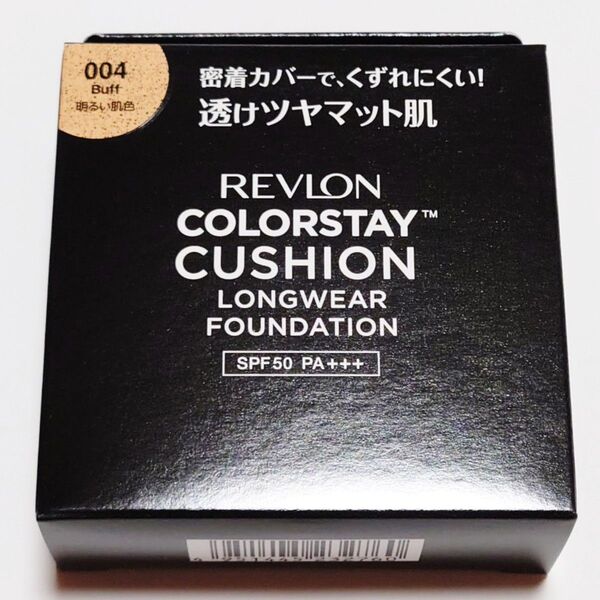 004
Buff
明るい肌色
密着カバーで、くずれにくい!
透けツヤマット肌
REVLON
COLORSTAY™
CUSHION
LONGWEAR
FOUNDATION
SPF50 PA+++